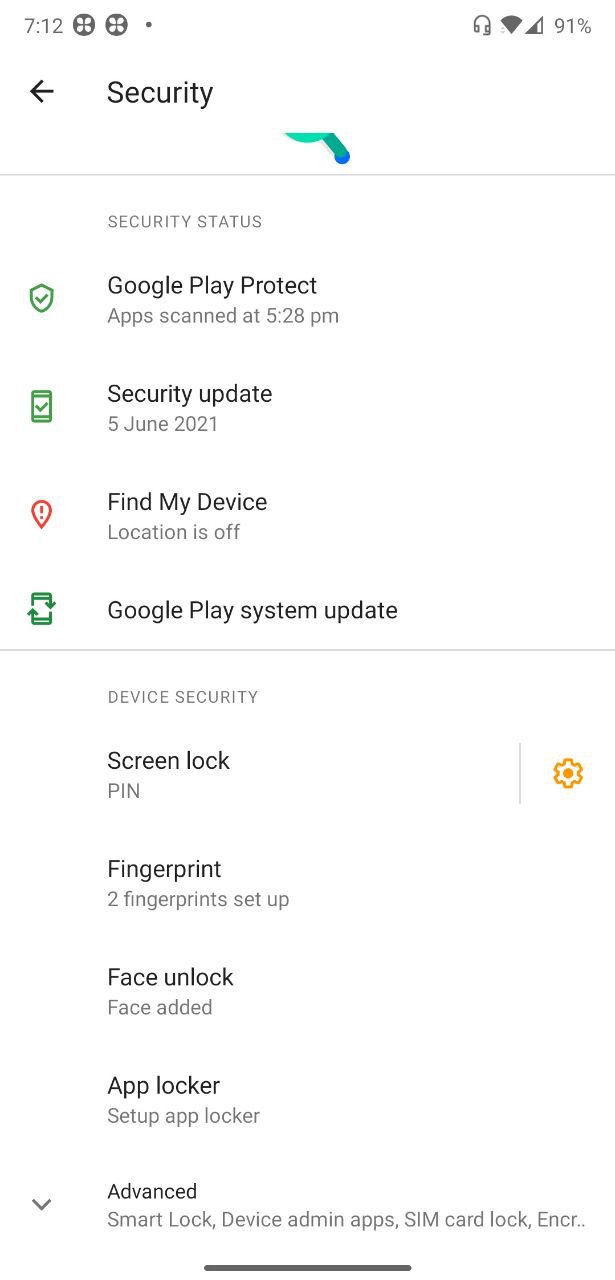 7:12 91%
Security
SECURITY STATUS
Google Play Protect
Apps scanned at 5:28 pm
Security update
5 June 2021
Find My Device
Location is off
Google Play system update
DEVICE SECURITY
Screen lock
PIN
Fingerprint
2 fingerprints set up
Face unlock
Face added
App locker
Setup app locker
Advanced
Smart Lock, Device admin apps, SIM card lock, Encr..